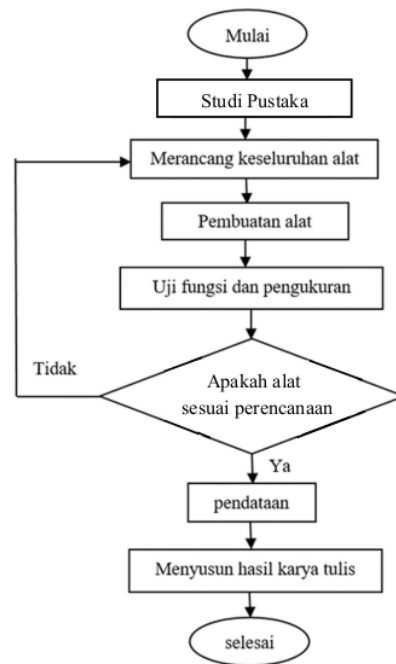 Mulai
Studi Pustaka
Merancang keseluruhan alat
Pembuatan alat
Uji fungsi dan pengukuran
Tidak
Apakah alat
sesuai perencanaan
Ya
pendataan
Menyusun hasil karya tulis
selesai